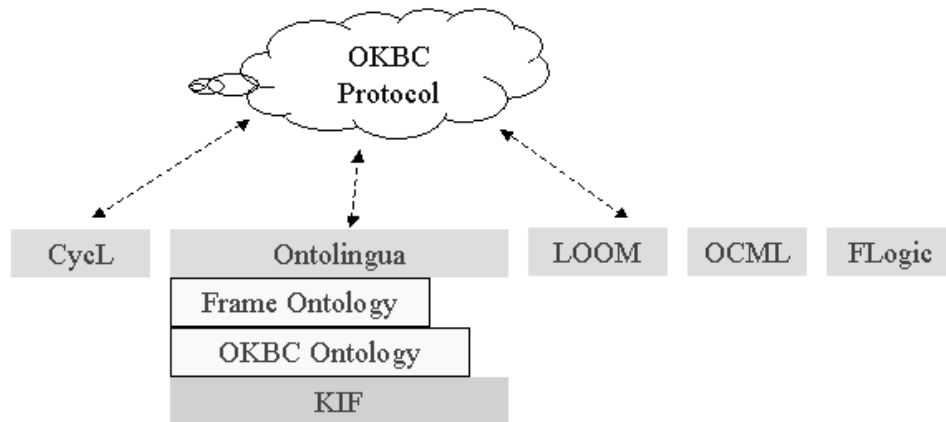 OKBC
Protocol
CycL
Ontolingua
LOOM
OCML
FLogic
Frame Ontology
OKBC Ontology
KIF